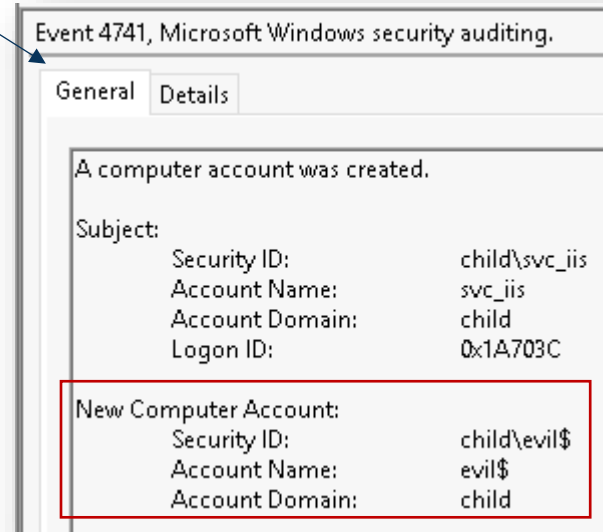 Event 4741, Microsoft Windows security auditing.
General Details
A computer account was created.
Subject:
Security ID: child\svc_iis
Account Name: svc_iis
Account Domain: child
Logon ID: 0x1A703C
New Computer Account:
Security ID: child\evil$
Account Name: evil$
Account Domain: child